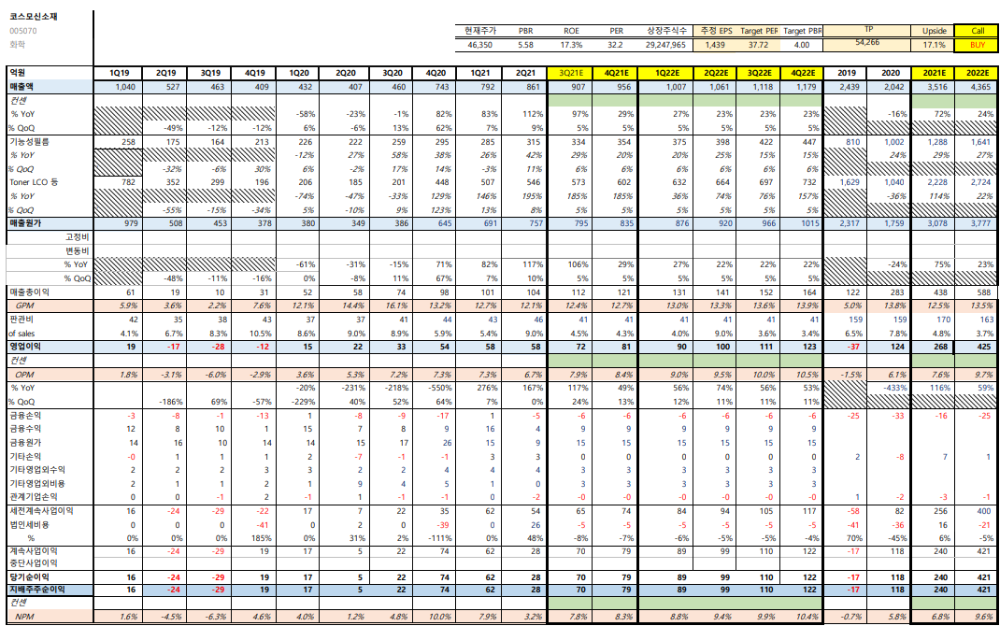 코스모신소재
005070
화학
현재주가 PBR ROE PER 상장주식수 추정 EPS Target PER Target PBR TP Upside Call
46,350 5.58 17.3% 32.2 29,247,965 1,439 37.72 4.00 54,266 17.1% BUY
억원 1Q19 2Q19 3Q19 4Q19 1Q20 2Q20 3Q20 4Q20 1Q21 2Q21 3Q21E 4Q21E 1Q22E 2Q22E 3Q22E 4Q22E 2019 2020 2021E 2022E
매출액 1,040 527 463 409 432 407 460 743 792 861 907 956 1,007 1,061 1,118 1,179 2,439 2,042 3,516 4,365
컨센
% YoY -58% -23% -1% 82% 83% 112% 97% 29% 27% 23% 23% 23% -16% 72% 24%
% QoQ -49% -12% -12% 6% -6% 13% 62% 7% 9% 5% 5% 5% 5% 5% 5%
기능성필름 258 175 164 213 226 222 259 295 285 315 334 354 375 398 422 447 810 1,002 1,288 1,641
% YoY -12% 27% 58% 38% 26% 42% 29% 20% 20% 25% 15% 15% 24% 29% 27%
% QoQ -32% -6% 30% 6% -2% 17% 14% -3% 11% 6% 6% 6% 6% 6% 6%
Toner LCO 등 782 352 299 196 206 185 201 448 507 546 573 602 632 664 697 732 1,629 1,040 2,228 2,724
% YoY -74% -47% -33% 129% 146% 195% 185% 185% 36% 74% 76% 157% -36% 114% 22%
% QoQ -55% -15% -34% 5% -10% 9% 123% 13% 8% 5% 5% 5% 5% 5% 5%
매출원가 979 508 453 378 380 349 386 645 691 757 795 835 876 920 966 1015 2,317 1,759 3,078 3,777
고정비
변동비
% YoY -61% -31% -15% 71% 82% 117% 106% 29% 27% 22% 22% 22% -24% 75% 23%
% QoQ -48% -11% -16% 0% -8% 11% 67% 7% 10% 5% 5% 5% 5% 5% 5%
매출총이익 61 19 10 31 52 58 74 98 101 104 112 121 131 141 152 164 122 283 438 588
GPM 5.9% 3.6% 2.2% 7.6% 12.1% 14.4% 16.1% 13.2% 12.7% 12.1% 12.4% 12.7% 13.0% 13.3% 13.6% 13.9% 5.0% 13.8% 12.5% 13.5%
판관비 42 35 38 43 37 37 41 44 43 46 41 41 41 41 41 41 159 159 170 163
of sales 4.1% 6.7% 8.3% 10.5% 8.6% 9.0% 8.9% 5.9% 5.4% 9.0% 4.5% 4.3% 4.0% 9.0% 3.6% 3.4% 6.5% 7.8% 4.8% 3.7%
영업이익 19 -17 -28 -12 15 22 33 54 58 58 72 81 90 100 111 123 -37 124 268 425
컨센
OPM 1.8% -3.1% -6.0% -2.9% 3.6% 5.3% 7.2% 7.3% 7.3% 6.7% 7.9% 8.4% 9.0% 9.5% 10.0% 10.5% -1.5% 6.1% 7.6% 9.7%
% YoY -20% -231% -218% -550% 276% 167% 117% 49% 56% 74% 56% 53% -433% 116% 59%
% QoQ -186% 69% -57% -229% 40% 52% 64% 7% 0% 24% 13% 12% 11% 11% 11%
금융손익 -3 -8 -1 -13 1 -8 -9 -17 1 -5 -6 -6 -6 -6 -6 -6 -25 -33 -16 -25
금융수익 12 8 10 1 15 7 8 9 16 4 9 9 9 9 9 9
금융원가 14 16 10 14 14 15 17 26 15 9 15 15 15 15 15 15
기타손익 -0 1 1 1 2 -7 -1 -1 3 3 0 0 0 0 0 0 2 -8 7 1
기타영업외수익 2 2 2 3 3 2 2 4 4 4 3 3 3 3 3 3
기타영업외비용 2 1 1 2 1 9 4 5 1 0 3 3 3 3 3 3
관계기업손익 0 0 -1 2 -1 1 -1 -1 0 -2 -0 -0 -0 -0 -0 -0 1 -2 -3 -1
세전계속사업이익 16 -24 -29 -22 17 7 22 35 62 54 65 74 84 94 105 117 -58 82 256 400
법인세비용 0 0 0 -41 0 2 0 -39 0 26 -5 -5 -5 -5 -5 -5 -41 -36 16 -21
% 0% 0% 0% 185% 0% 31% 2% -111% 0% 48% -8% -7% -6% -5% -5% -4% 70% -45% 6% -5%
계속사업이익 16 -24 -29 19 17 5 22 74 62 28 70 79 89 99 110 122 -17 118 240 421
중단사업이익
당기순이익 16 -24 -29 19 17 5 22 74 62 28 70 79 89 99 110 122 -17 118 240 421
지배주주순이익 16 -24 -29 19 17 5 22 74 62 28 70 79 89 99 110 122 -17 118 240 421
컨센
NPM 1.6% -4.5% -6.3% 4.6% 4.0% 1.2% 4.8% 10.0% 7.9% 3.2% 7.8% 8.3% 8.8% 9.4% 9.9% 10.4% -0.7% 5.8% 6.8% 9.6%